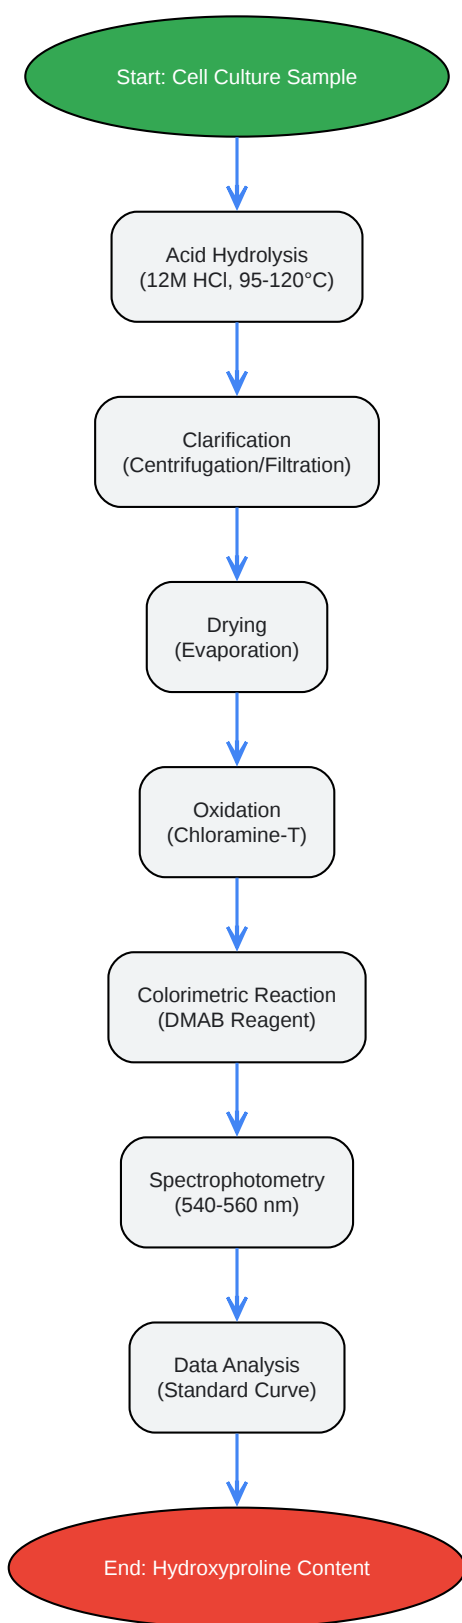 Start: Cell Culture Sample
Acid Hydrolysis
(12M HCl, 95-120°C)
Clarification
(Centrifugation/Filtration)
Drying
(Evaporation)
Oxidation
(Chloramine-T)
Colorimetric Reaction
(DMAB Reagent)
Spectrophotometry
(540-560 nm)
Data Analysis
(Standard Curve)
End: Hydroxyproline Content